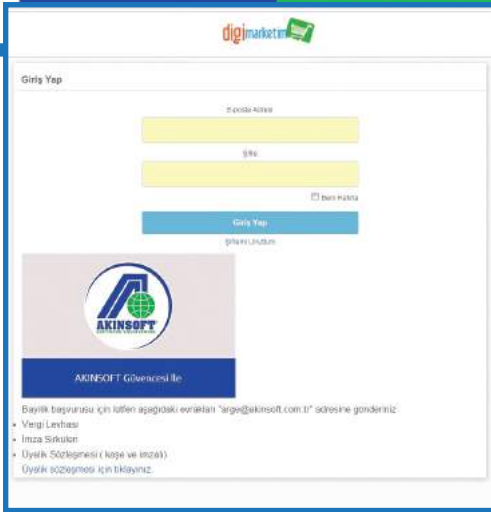 digimarketim
Giriş Yap
E-posta Adresi
Şifre
Beni Hatırla
Giriş Yap
Şifremi Unuttum
AKINSOFT
AKINSOFT Güvencesi İle
Bayilik başvurusu için lütfen aşağıdaki evrakları "arge@akinsoft.com.tr" adresine gönderiniz
Vergi Levhası
İmza Sirküleri
Üyelik Sözleşmesi ( kaşe ve imzalı)
Üyelik sözleşmesi için tıklayınız.